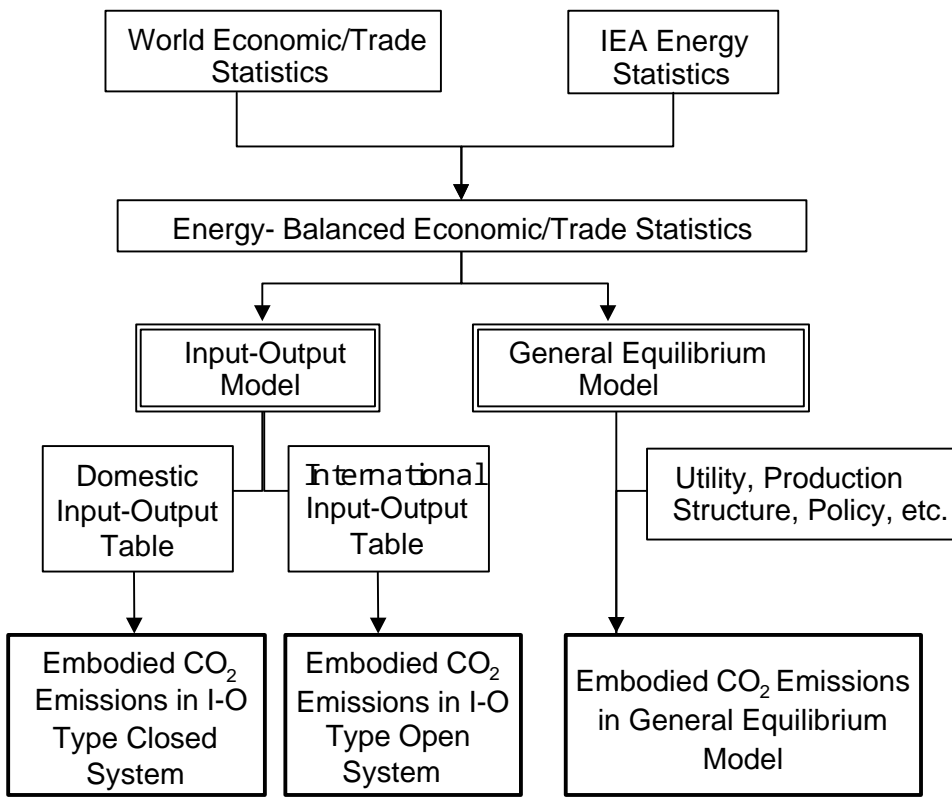 World Economic/Trade
Statistics
IEA Energy
Statistics
Energy- Balanced Economic/Trade Statistics
Input-Output
Model
General Equilibrium
Model
Domestic
Input-Output
Table
International
Input-Output
Table
Utility, Production
Structure, Policy, etc.
Embodied CO₂
Emissions in I-O
Type Closed
System
Embodied CO₂
Emissions in I-O
Type Open
System
Embodied CO₂ Emissions
in General Equilibrium
Model